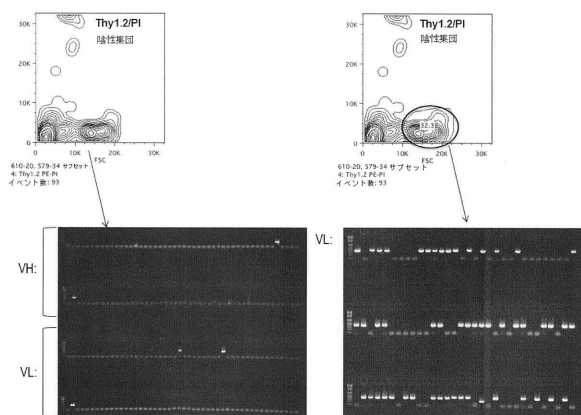 30K
20K
10K
0
0
10K
20K
30K
FSC
Thy1.2/PI
陰性集団
610-20, 579-34 サブセット
4: Thy1.2 PE-PI
イベント数: 93
30K
20K
10K
0
0
10K
20K
30K
FSC
Thy1.2/PI
陰性集団
32.35
610-20, 579-34 サブセット
4: Thy1.2 PE-PI
イベント数: 93
VH:
VL:
VL: